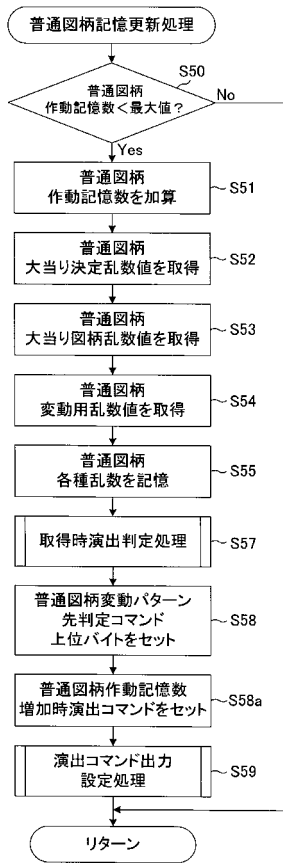 普通図柄記憶更新処理
S50
普通図柄
作動記憶数<最大値?
No
Yes
普通図柄
作動記憶数を加算
S51
普通図柄
大当り決定乱数値を取得
S52
普通図柄
大当り図柄乱数値を取得
S53
普通図柄
変動用乱数値を取得
S54
普通図柄
各種乱数を記憶
S55
取得時演出判定処理
S57
普通図柄変動パターン
先判定コマンド
上位バイトをセット
S58
普通図柄作動記憶数
増加時演出コマンドをセット
S58a
演出コマンド出力
設定処理
S59
リターン